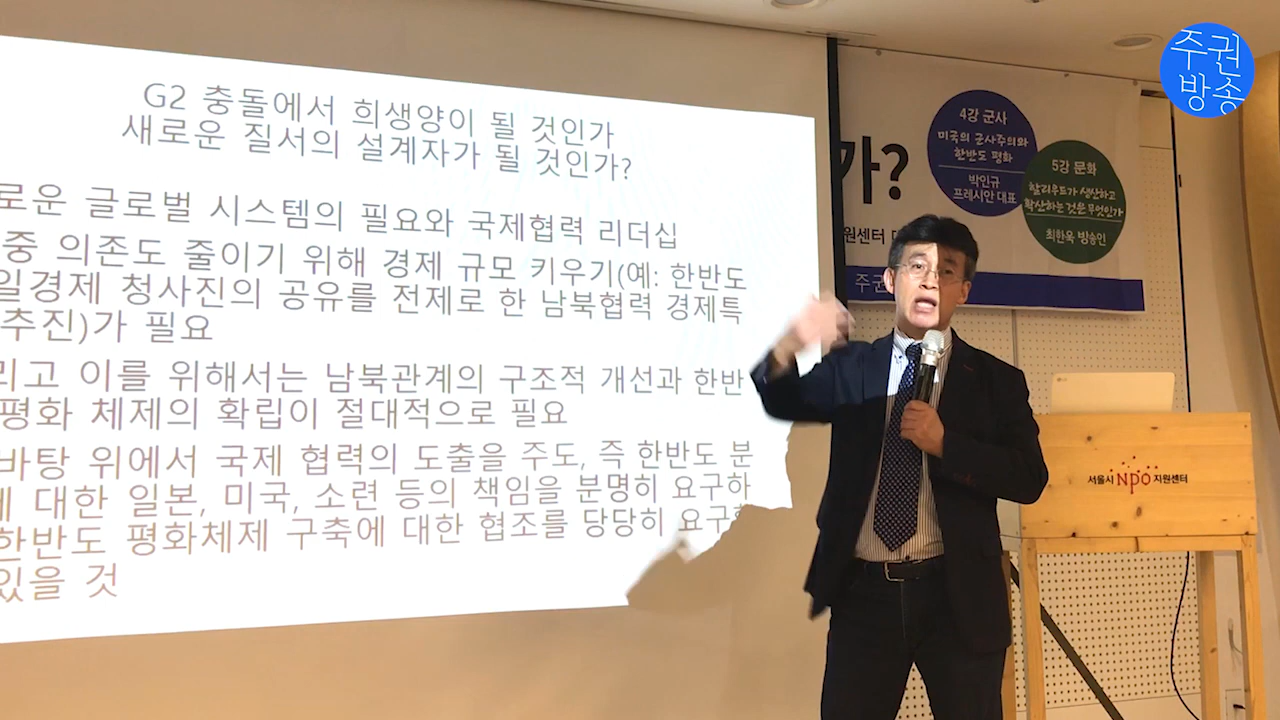 G2 충돌에서 희생양이 될 것인가
새로운 질서의 설계자가 될 것인가?
로운 글로벌 시스템의 필요와 국제협력 리더십
중 의존도 줄이기 위해 경제 규모 키우기(예: 한반도
일경제 청사진의 공유를 전제로 한 남북협력 경제특
추진)가 필요
리고 이를 위해서는 남북관계의 구조적 개선과 한반
평화 체제의 확립이 절대적으로 필요
바탕 위에서 국제 협력의 도출을 주도, 즉 한반도 분
에 대한 일본, 미국, 소련 등의 책임을 분명히 요구하
한반도 평화체제 구축에 대한 협조를 당당히 요구
있을 것
가?
4강 군사
미국의 군사주의와
한반도 평화
박인규
프레시안 대표
5강 문화
할리우드가 생산하고
확산하는 것은 무엇인가
최한욱 방송인
원센터
주권
주권
방송
서울시 npo 지원센터